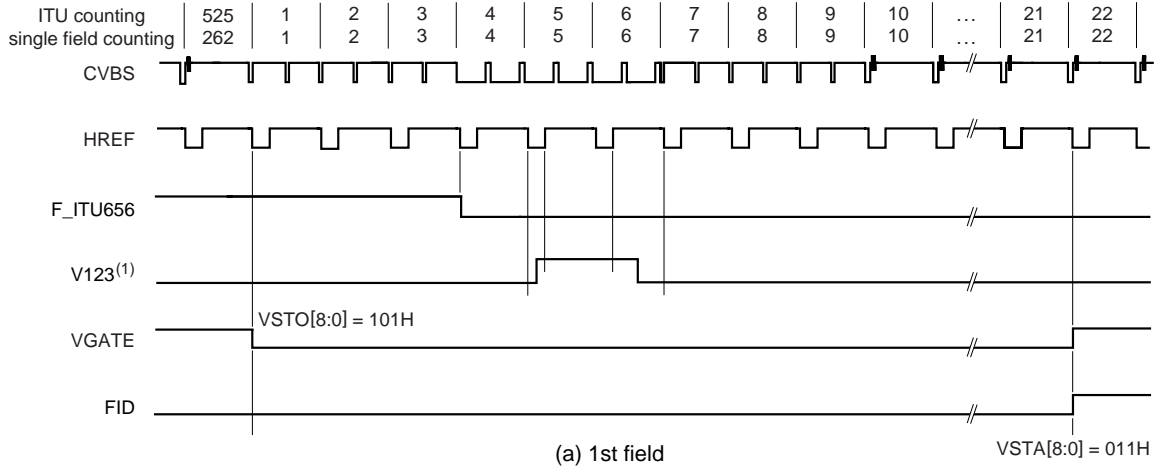 ITU counting 525 1 2 3 4 5 6 7 8 9 10 ... 21 22
single field counting 262 1 2 3 4 5 6 7 8 9 10 ... 21 22
CVBS
HREF
F_ITU656
V123(1)
VSTO[8:0] = 101H
VGATE
FID
(a) 1st field
VSTA[8:0] = 011H